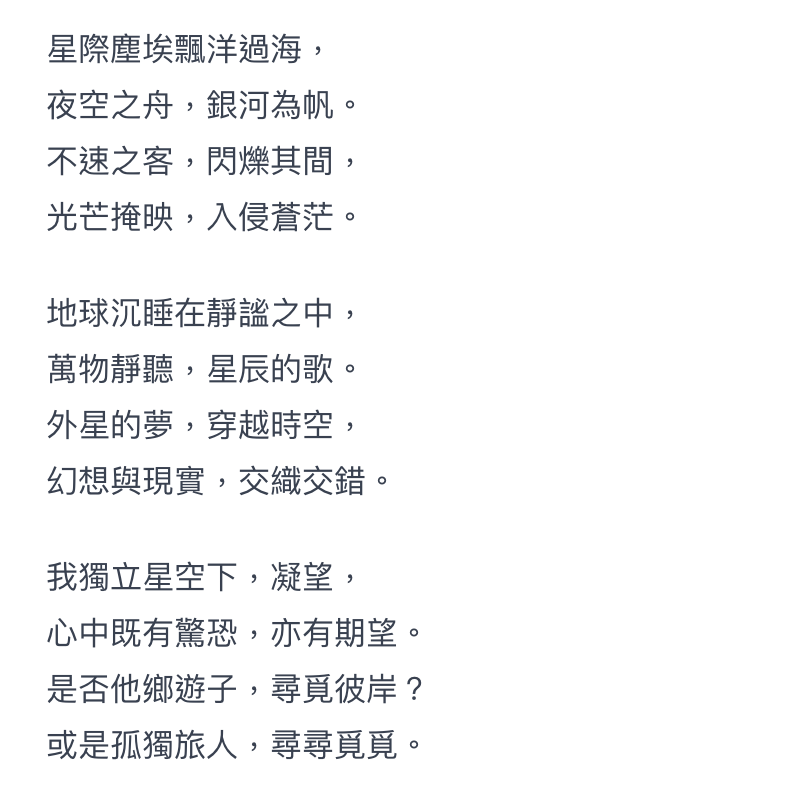 星際塵埃飄洋過海，
夜空之舟，銀河為帆。
不速之客，閃爍其間，
光芒掩映，入侵蒼茫。
地球沉睡在靜謐之中，
萬物靜聽，星辰的歌。
外星的夢，穿越時空，
幻想與現實，交織交錯。
我獨立星空下，凝望，
心中既有驚恐，亦有期望。
是否他鄉遊子，尋覓彼岸？
或是孤獨旅人，尋尋覓覓。